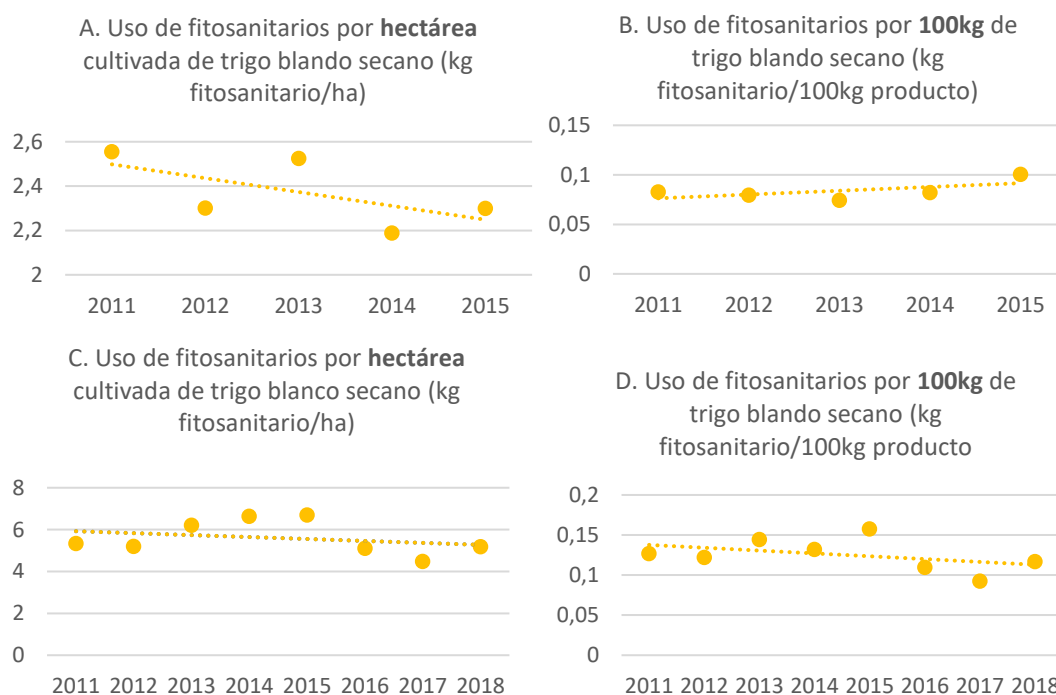 A. Uso de fitosanitarios por hectárea
cultivada de trigo blando secano (kg
fitosanitario/ha)
2,6
2,4
2,2
2
2011 2012 2013 2014 2015
B. Uso de fitosanitarios por 100kg de
trigo blando secano (kg
fitosanitario/100kg producto)
0,15
0,1
0,05
0
2011 2012 2013 2014 2015
C. Uso de fitosanitarios por hectárea
cultivada de trigo blanco secano (kg
fitosanitario/ha)
8
6
4
2
0
2011 2012 2013 2014 2015 2016 2017 2018
D. Uso de fitosanitarios por 100kg de
trigo blando secano (kg
fitosanitario/100kg producto
0,2
0,15
0,1
0,05
0
2011 2012 2013 2014 2015 2016 2017 2018